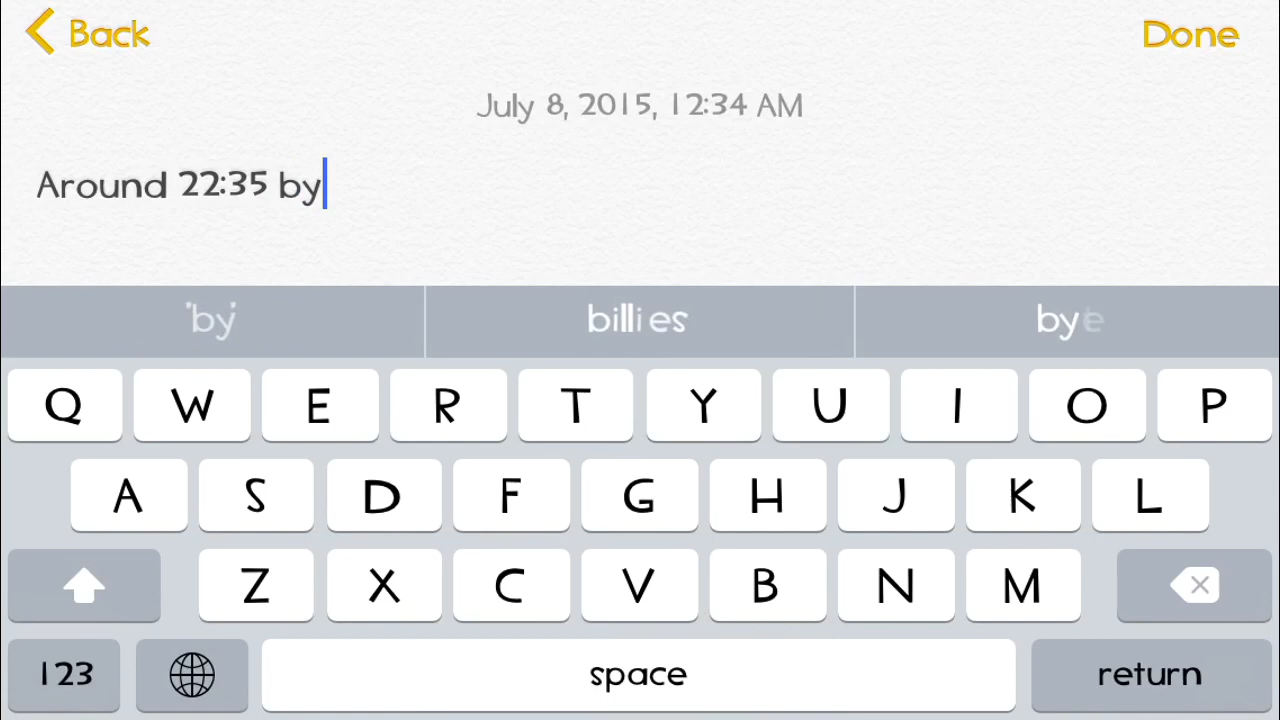 Back
Done
July 8, 2015, 12:34 AM
Around 22:35 by
"by" billies bye
Q W E R T Y U I O P
A S D F G H J K L
Z X C V B N M
123 space return